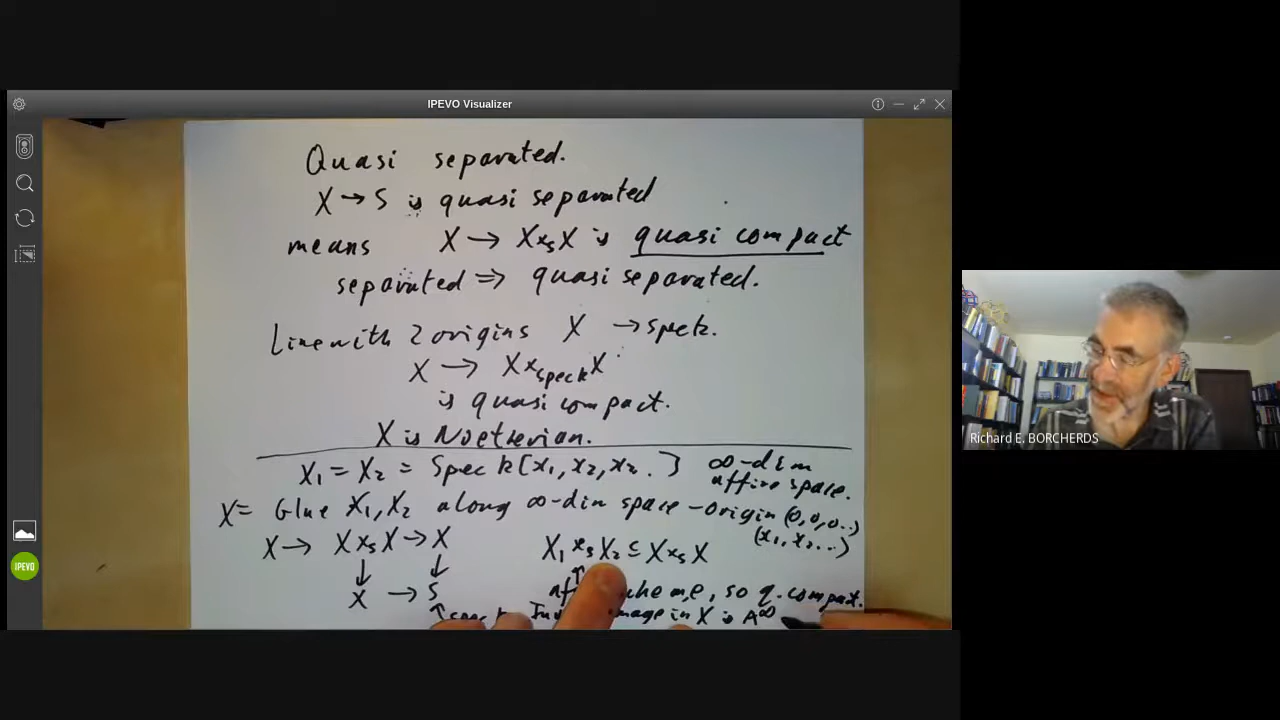 IPEVO Visualizer
Quasi separated.
X → S is quasi separated
means X → X×ₛX is quasi compact
separated ⇒ quasi separated.
Line with 2 origins X → spec k.
X → X×spec k X
is quasi compact.
X is Noetherian.
X₁ = X₂ = Spec k[x₁, x₂, x₃ . ] ∞-dim
affine space.
X = Glue X₁, X₂ along ∞-dim space - origin (0,0,0..)
(x₁, x₂...)
X → X×ₛX → X X₁ ×ₛ X₂ ⊆ X×ₛX
↓ ↓ ↑
X → S scheme, so q. compact.
↑ spec k image in X is A^∞
Richard E. BORCHERDS
IPEVO